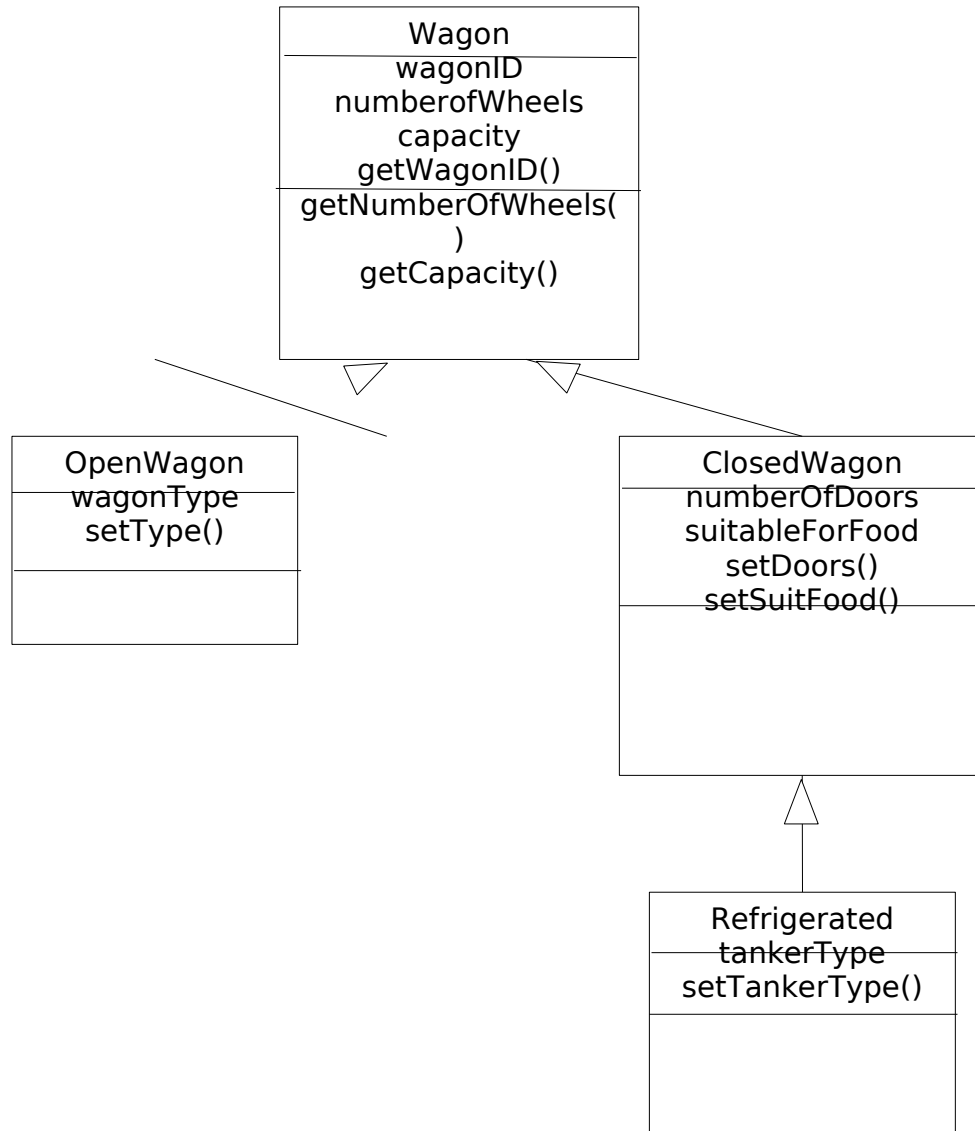 Wagon
wagonID
numberofWheels
capacity
getWagonID()
getNumberOfWheels(
)
getCapacity()
OpenWagon
wagonType
setType()
ClosedWagon
numberOfDoors
suitableForFood
setDoors()
setSuitFood()
Refrigerated
tankerType
setTankerType()